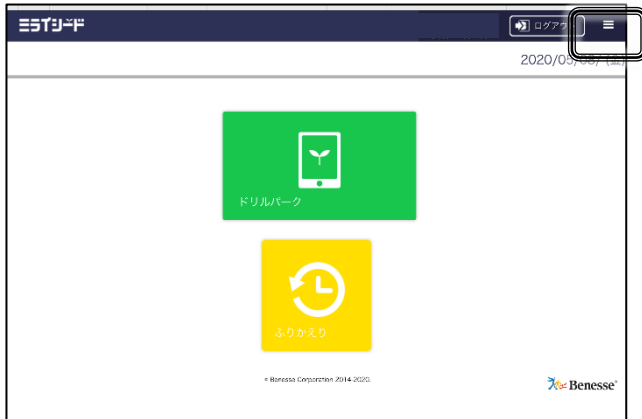 ミライシード
ログアウ
2020/05/08/ (金)
ドリルパーク
ふりかえり
© Benesse Corporation 2014-2020.
Benesse®